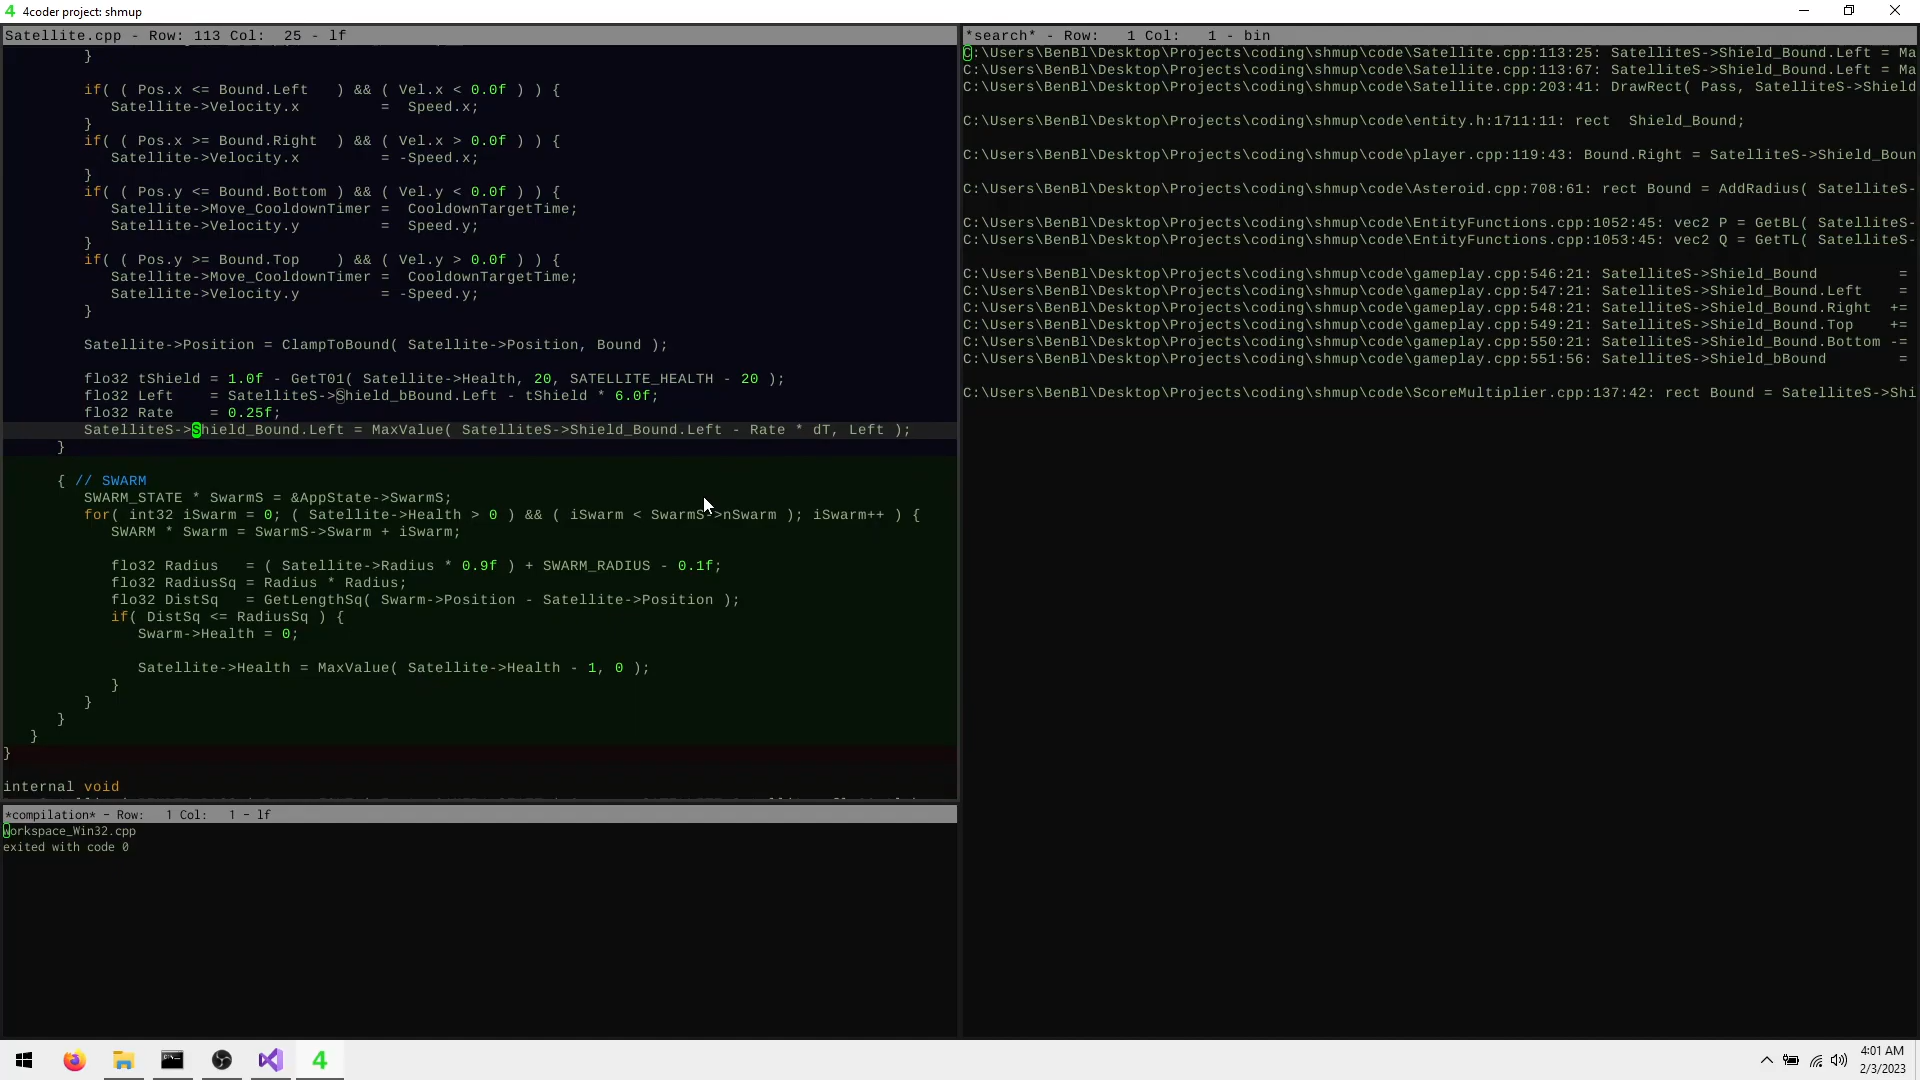 4 4coder project: shmup
Satellite.cpp - Row: 113 Col:  25 - lf
}
if( ( Pos.x <= Bound.Left   ) && ( Vel.x < 0.0f ) ) {
Satellite->Velocity.x         =  Speed.x;
}
if( ( Pos.x >= Bound.Right  ) && ( Vel.x > 0.0f ) ) {
Satellite->Velocity.x         = -Speed.x;
}
if( ( Pos.y <= Bound.Bottom ) && ( Vel.y < 0.0f ) ) {
Satellite->Move_CooldownTimer =  CooldownTargetTime;
Satellite->Velocity.y         =  Speed.y;
}
if( ( Pos.y >= Bound.Top    ) && ( Vel.y > 0.0f ) ) {
Satellite->Move_CooldownTimer =  CooldownTargetTime;
Satellite->Velocity.y         = -Speed.y;
}
Satellite->Position = ClampToBound( Satellite->Position, Bound );
flo32 tShield = 1.0f - GetT01( Satellite->Health, 20, SATELLITE_HEALTH - 20 );
flo32 Left    = SatelliteS->Shield_bBound.Left - tShield * 6.0f;
flo32 Rate    = 0.25f;
SatelliteS->Shield_Bound.Left = MaxValue( SatelliteS->Shield_Bound.Left - Rate * dT, Left );
}
{ // SWARM
SWARM_STATE * SwarmS = &AppState->SwarmS;
for( int32 iSwarm = 0; ( Satellite->Health > 0 ) && ( iSwarm < SwarmS->nSwarm ); iSwarm++ ) {
SWARM * Swarm = SwarmS->Swarm + iSwarm;
flo32 Radius   = ( Satellite->Radius * 0.9f ) + SWARM_RADIUS - 0.1f;
flo32 RadiusSq = Radius * Radius;
flo32 DistSq   = GetLengthSq( Swarm->Position - Satellite->Position );
if( DistSq <= RadiusSq ) {
Swarm->Health = 0;
Satellite->Health = MaxValue( Satellite->Health - 1, 0 );
}
}
}
}
}
internal void
*compilation* - Row:   1 Col:   1 - lf
workspace_Win32.cpp
exited with code 0
*search* - Row:   1 Col:   1 - bin
C:\Users\BenBl\Desktop\Projects\coding\shmup\code\Satellite.cpp:113:25: SatelliteS->Shield_Bound.Left = Ma
C:\Users\BenBl\Desktop\Projects\coding\shmup\code\Satellite.cpp:113:67: SatelliteS->Shield_Bound.Left = Ma
C:\Users\BenBl\Desktop\Projects\coding\shmup\code\Satellite.cpp:203:41: DrawRect( Pass, SatelliteS->Shield
C:\Users\BenBl\Desktop\Projects\coding\shmup\code\entity.h:1711:11: rect  Shield_Bound;
C:\Users\BenBl\Desktop\Projects\coding\shmup\code\player.cpp:119:43: Bound.Right = SatelliteS->Shield_Boun
C:\Users\BenBl\Desktop\Projects\coding\shmup\code\Asteroid.cpp:708:61: rect Bound = AddRadius( SatelliteS-
C:\Users\BenBl\Desktop\Projects\coding\shmup\code\EntityFunctions.cpp:1052:45: vec2 P = GetBL( SatelliteS-
C:\Users\BenBl\Desktop\Projects\coding\shmup\code\EntityFunctions.cpp:1053:45: vec2 Q = GetTL( SatelliteS-
C:\Users\BenBl\Desktop\Projects\coding\shmup\code\gameplay.cpp:546:21: SatelliteS->Shield_Bound         =
C:\Users\BenBl\Desktop\Projects\coding\shmup\code\gameplay.cpp:547:21: SatelliteS->Shield_Bound.Left    =
C:\Users\BenBl\Desktop\Projects\coding\shmup\code\gameplay.cpp:548:21: SatelliteS->Shield_Bound.Right  +=
C:\Users\BenBl\Desktop\Projects\coding\shmup\code\gameplay.cpp:549:21: SatelliteS->Shield_Bound.Top    +=
C:\Users\BenBl\Desktop\Projects\coding\shmup\code\gameplay.cpp:550:21: SatelliteS->Shield_Bound.Bottom -=
C:\Users\BenBl\Desktop\Projects\coding\shmup\code\gameplay.cpp:551:56: SatelliteS->Shield_bBound        =
C:\Users\BenBl\Desktop\Projects\coding\shmup\code\ScoreMultiplier.cpp:137:42: rect Bound = SatelliteS->Shi
4
4:01 AM
2/3/2023